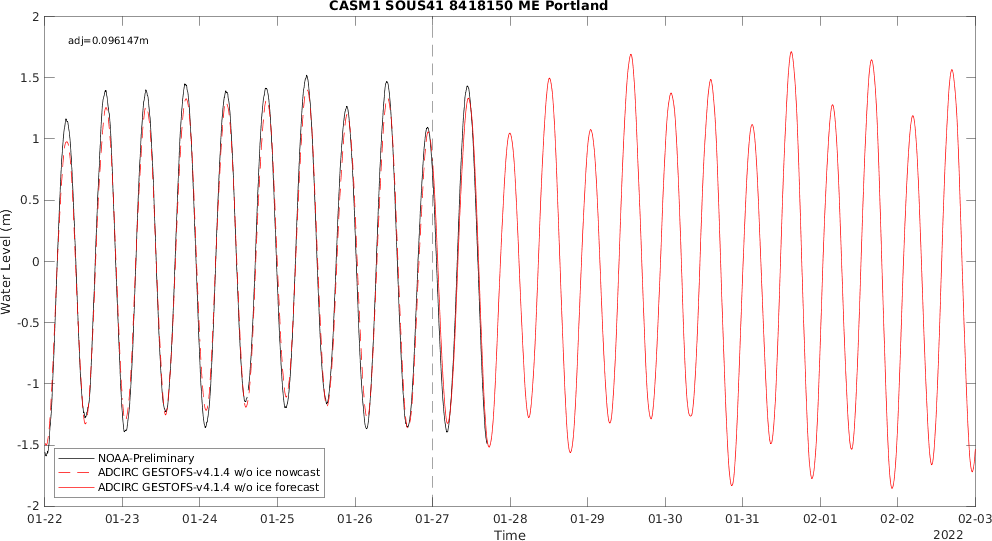 CASM1 SOUS41 8418150 ME Portland
adj=0.096147m
2
1.5
1
0.5
0
-0.5
-1
-1.5
-2
Water Level (m)
NOAA-Preliminary
ADCIRC GESTOFS-v4.1.4 w/o ice nowcast
ADCIRC GESTOFS-v4.1.4 w/o ice forecast
01-22 01-23 01-24 01-25 01-26 01-27 01-28 01-29 01-30 01-31 02-01 02-02 02-03
Time
2022